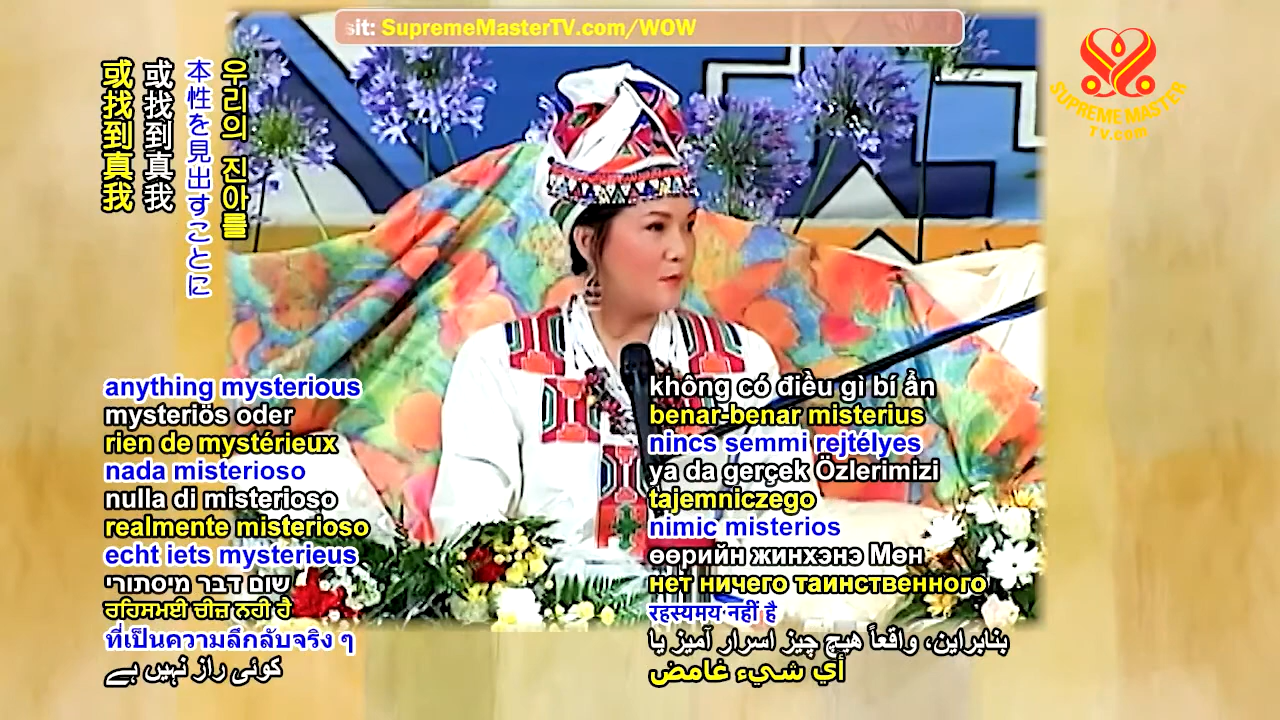 sit: SupremeMasterTV.com/WOW
SUPREME MASTER
TV.com
우리의 진아를
本性を見出すことに
或找到真我
或找到真我
anything mysterious
mysteriös oder
rien de mystérieux
nada misterioso
nulla di misterioso
realmente misterioso
echt iets mysterieus
שום דבר מיסתורי
ਰਹਿਸਮਈ ਚੀਜ਼ ਨਹੀ ਹੈ
ที่เป็นความลึกลับจริง ๆ
کوئی راز نہیں ہے
không có điều gì bí ẩn
benar-benar misterius
nincs semmi rejtélyes
ya da gerçek Özlerimizi
tajemniczego
nimic misterios
өөрийн жинхэнэ Мөн
нет ничего таинственного
रहस्यमय नहीं है
بنابراین، واقعاً هیچ چیز اسرار آمیز یا
أي شيء غامض